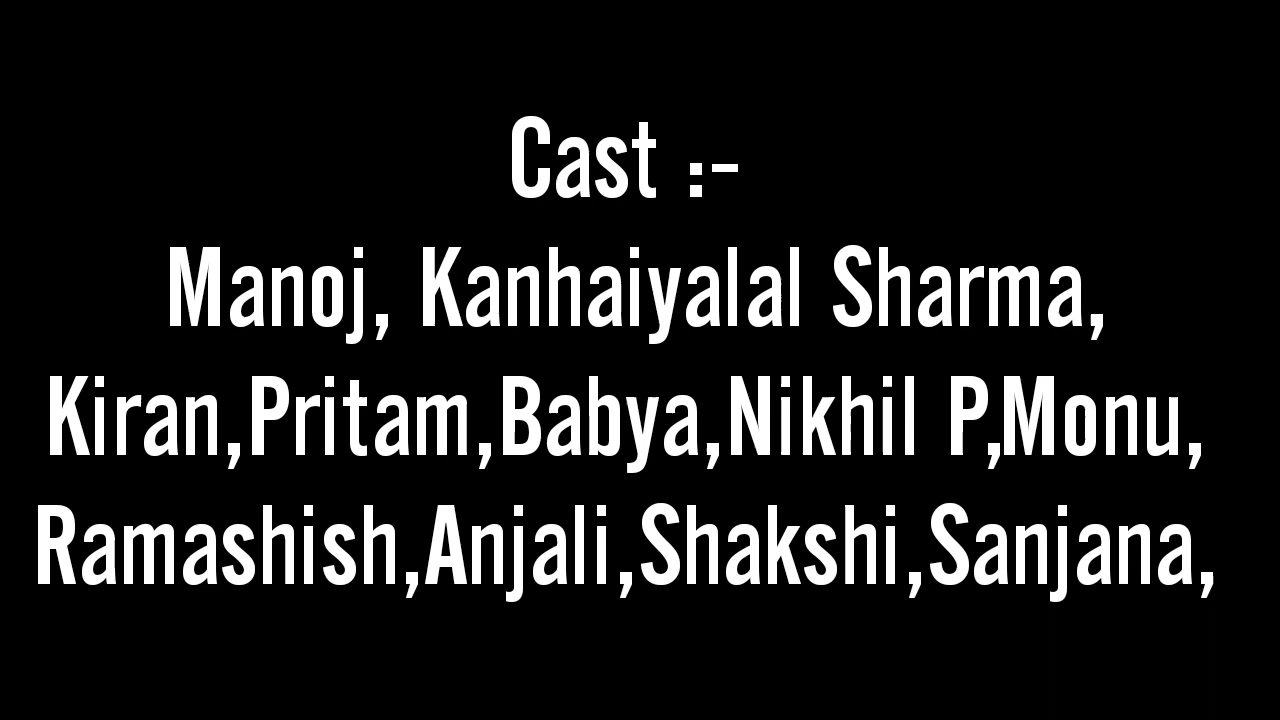 Cast :-
Manoj, Kanhaiyalal Sharma,
Kiran,Pritam,Babya,Nikhil P,Monu,
Ramashish,Anjali,Shakshi,Sanjana,